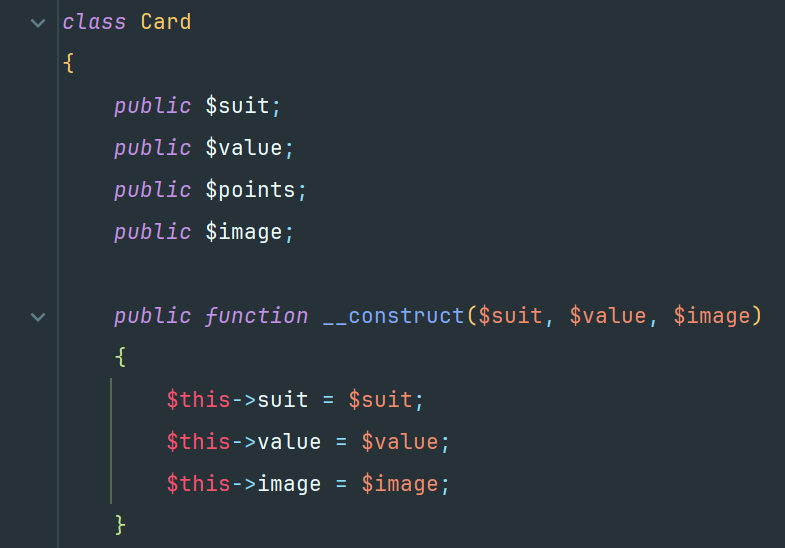 class Card
{
public $suit;
public $value;
public $points;
public $image;
public function __construct($suit, $value, $image)
{
$this->suit = $suit;
$this->value = $value;
$this->image = $image;
}